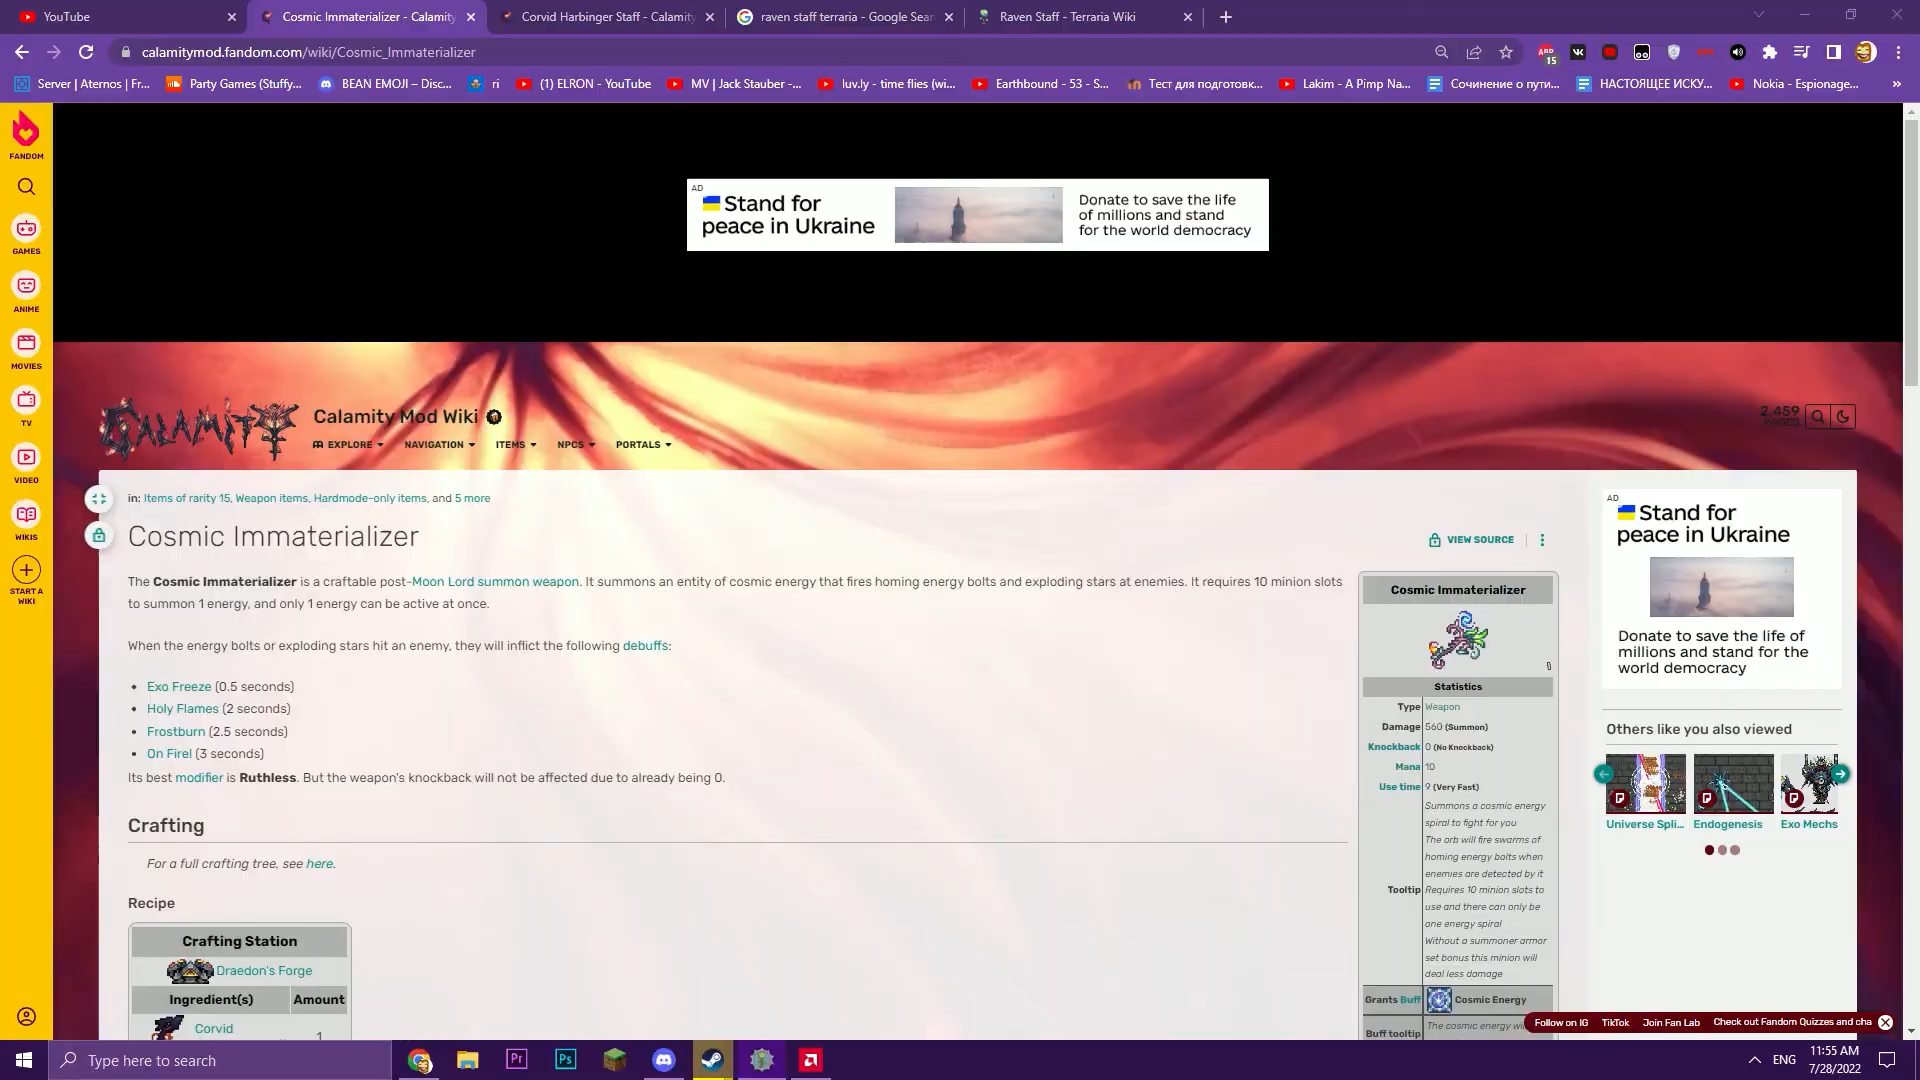 YouTube
Cosmic Immaterializer - Calamity
Corvid Harbinger Staff - Calamity
raven staff terraria - Google Sear
Raven Staff - Terraria Wiki
calamitymod.fandom.com/wiki/Cosmic_Immaterializer
15
Server | Aternos | Fr...
Party Games (Stuffy...
BEAN EMOJI – Disc...
ri
(1) ELRON - YouTube
MV | Jack Stauber -...
luv.ly - time flies (wi...
Earthbound - 53 - S...
Тест для подготовк...
Lakim - A Pimp Na...
Сочинение о пути...
НАСТОЯЩЕЕ ИСКУ...
Nokia - Espionage...
»
FANDOM
GAMES
ANIME
MOVIES
TV
VIDEO
WIKIS
START A
WIKI
AD
Stand for
peace in Ukraine
Donate to save the life
of millions and stand
for the world democracy
CALAMITY
Calamity Mod Wiki
EXPLORE
NAVIGATION
ITEMS
NPCS
PORTALS
2,459
PAGES
in: Items of rarity 15, Weapon items, Hardmode-only items, and 5 more
Cosmic Immaterializer
VIEW SOURCE
The Cosmic Immaterializer is a craftable post-Moon Lord summon weapon. It summons an entity of cosmic energy that fires homing energy bolts and exploding stars at enemies. It requires 10 minion slots
to summon 1 energy, and only 1 energy can be active at once.
When the energy bolts or exploding stars hit an enemy, they will inflict the following debuffs:
• Exo Freeze (0.5 seconds)
• Holy Flames (2 seconds)
• Frostburn (2.5 seconds)
• On Fire! (3 seconds)
Its best modifier is Ruthless. But the weapon's knockback will not be affected due to already being 0.
Crafting
For a full crafting tree, see here.
Recipe
Crafting Station
Draedon's Forge
Ingredient(s) Amount
Corvid
1
Cosmic Immaterializer
Statistics
Type Weapon
Damage 560 (Summon)
Knockback 0 (No Knockback)
Mana 10
Use time 9 (Very Fast)
Tooltip
Summons a cosmic energy
spiral to fight for you
The orb will fire swarms of
homing energy bolts when
enemies are detected by it
Requires 10 minion slots to
use and there can only be
one energy spiral
Without a summoner armor
set bonus this minion will
deal less damage
Grants Buff Cosmic Energy
Buff tooltip The cosmic energy wi
AD
Stand for
peace in Ukraine
Donate to save the life of
millions and stand for the
world democracy
Others like you also viewed
Universe Spli...
Endogenesis
Exo Mechs
Follow on IG TikTok Join Fan Lab Check out Fandom Quizzes and cha
Type here to search
Pr
Ps
ENG
11:55 AM
7/28/2022